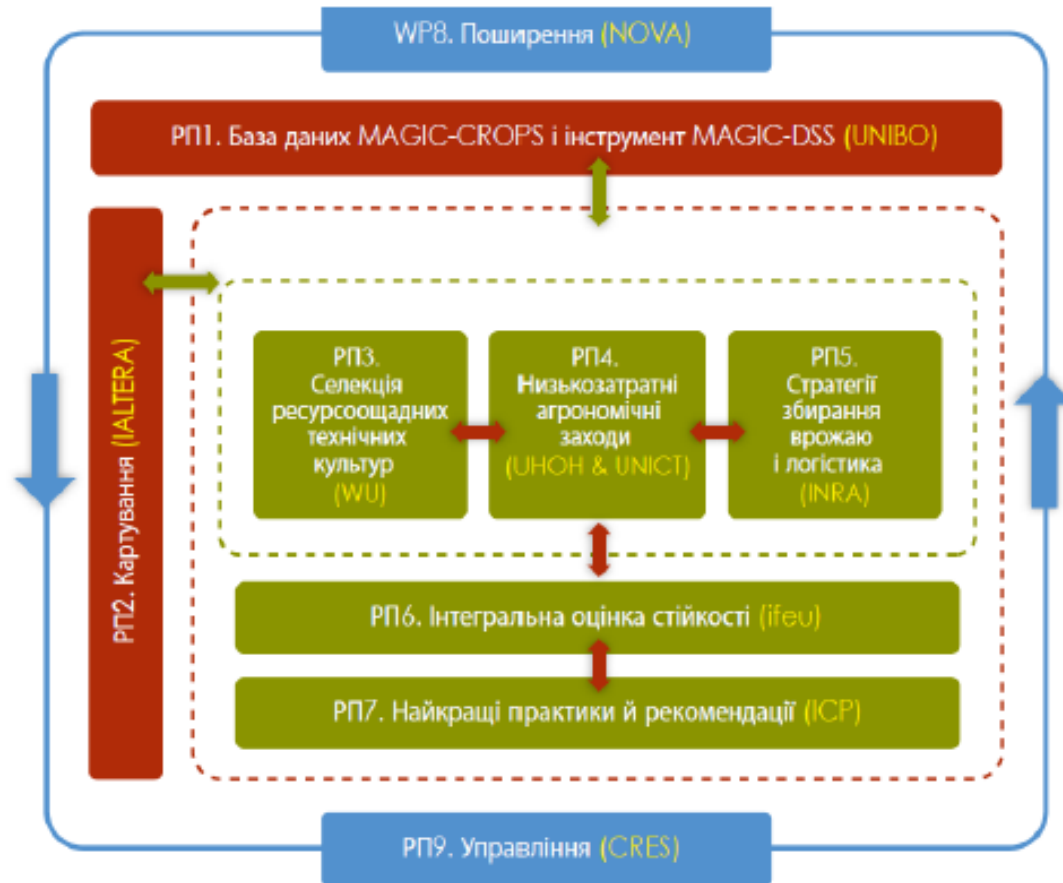 WP8. Поширення (NOVA)
РП1. База даних MAGIC-CROPS і інструмент MAGIC-DSS (UNIBO)
РП2. Картування (IALTERA)
РП3.
Селекція
ресурсоощадних
технічних
культур
(WU)
РП4.
Низькозатратні
агрономічні
заходи
(UHOH & UNICT)
РП5.
Стратегії
збирання
врожаю
і логістика
(INRA)
РП6. Інтегральна оцінка стійкості (ifeu)
РП7. Найкращі практики й рекомендації (ICP)
РП9. Управління (CRES)